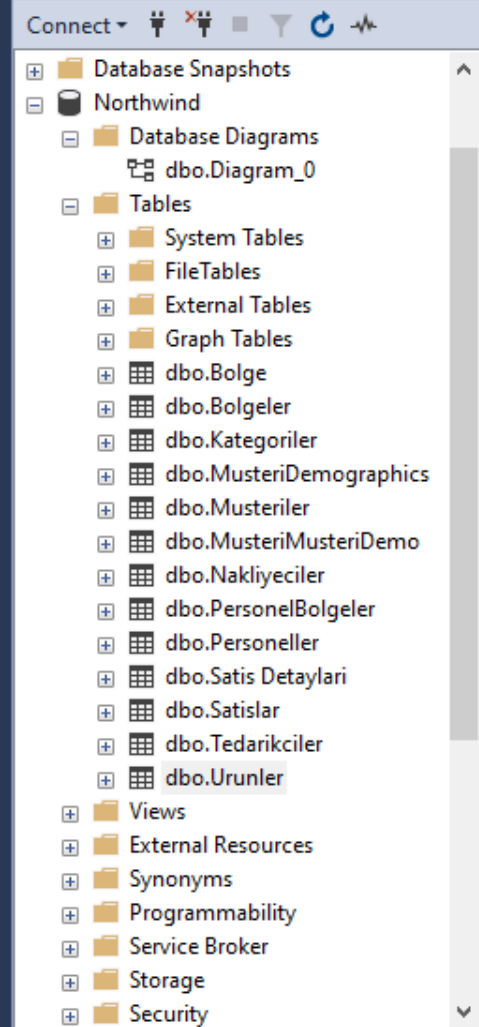 Connect
Database Snapshots
Northwind
Database Diagrams
dbo.Diagram_0
Tables
System Tables
FileTables
External Tables
Graph Tables
dbo.Bolge
dbo.Bolgeler
dbo.Kategoriler
dbo.MusteriDemographics
dbo.Musteriler
dbo.MusteriMusteriDemo
dbo.Nakliyeciler
dbo.PersonelBolgeler
dbo.Personeller
dbo.Satis Detaylari
dbo.Satislar
dbo.Tedarikciler
dbo.Urunler
Views
External Resources
Synonyms
Programmability
Service Broker
Storage
Security